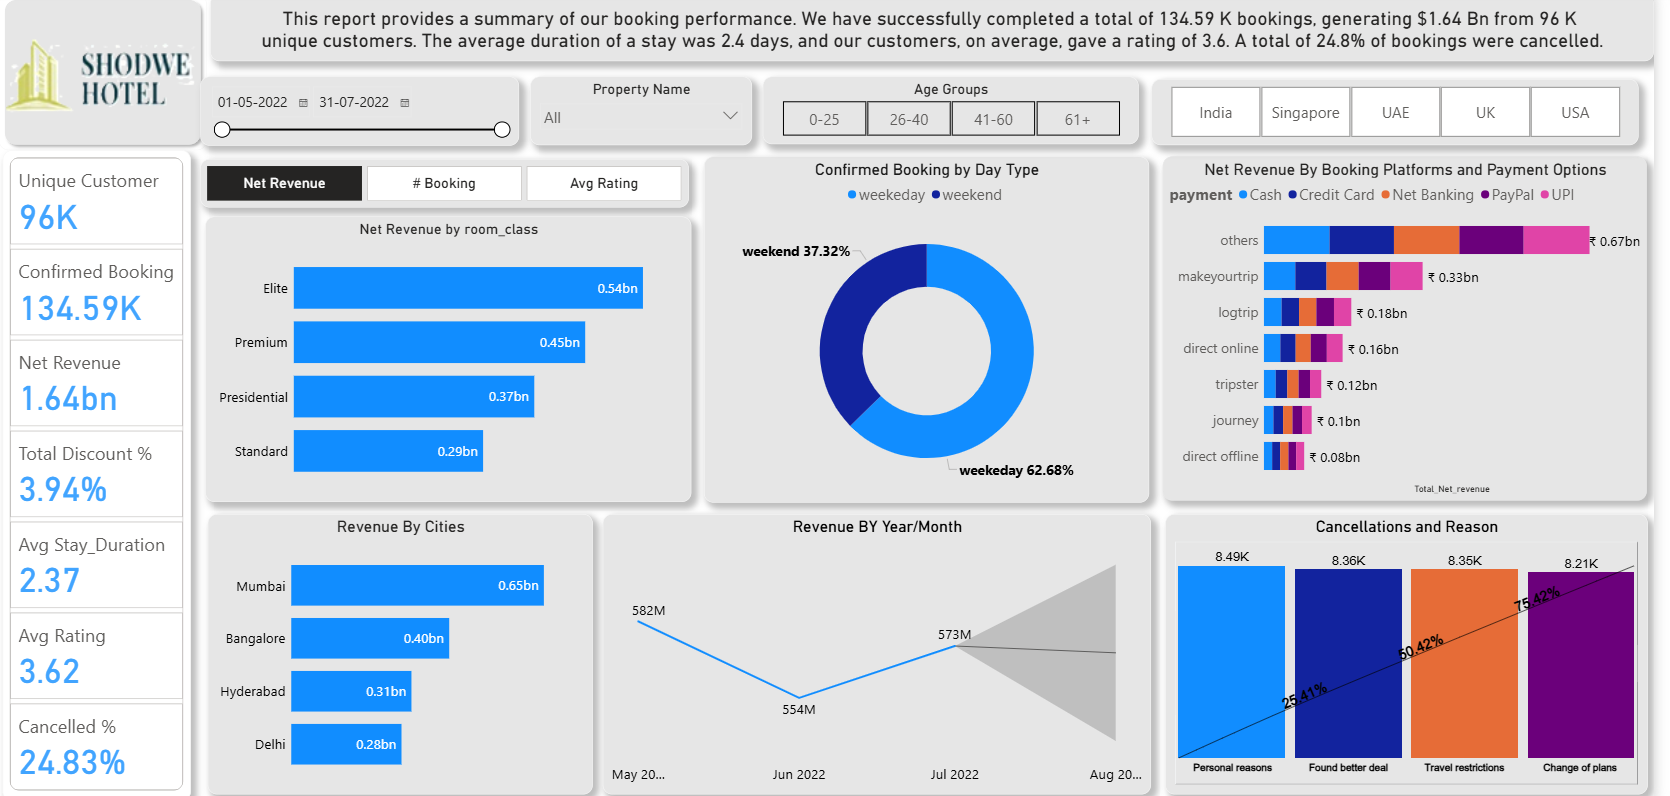 This report provides a summary of our booking performance. We have successfully completed a total of 134.59 K bookings, generating $1.64 Bn from 96 K
unique customers. The average duration of a stay was 2.4 days, and our customers, on average, gave a rating of 3.6. A total of 24.8% of bookings were cancelled.
SHODWE
HOTEL
01-05-2022 31-07-2022
Property Name
All
Age Groups
0-25 26-40 41-60 61+
India Singapore UAE UK USA
Unique Customer
96K
Confirmed Booking
134.59K
Net Revenue
1.64bn
Total Discount %
3.94%
Avg Stay_Duration
2.37
Avg Rating
3.62
Cancelled %
24.83%
Net Revenue # Booking Avg Rating
Net Revenue by room_class
Elite 0.54bn
Premium 0.45bn
Presidential 0.37bn
Standard 0.29bn
Confirmed Booking by Day Type
weekeday weekend
weekend 37.32%
weekeday 62.68%
Net Revenue By Booking Platforms and Payment Options
payment Cash Credit Card Net Banking PayPal UPI
others ₹ 0.67bn
makeyourtrip ₹ 0.33bn
logtrip ₹ 0.18bn
direct online ₹ 0.16bn
tripster ₹ 0.12bn
journey ₹ 0.1bn
direct offline ₹ 0.08bn
Total_Net_revenue
Revenue By Cities
Mumbai 0.65bn
Bangalore 0.40bn
Hyderabad 0.31bn
Delhi 0.28bn
Revenue BY Year/Month
582M
573M
554M
May 20... Jun 2022 Jul 2022 Aug 20...
Cancellations and Reason
8.49K 8.36K 8.35K 8.21K
25.41% 50.42% 75.42%
Personal reasons Found better deal Travel restrictions Change of plans